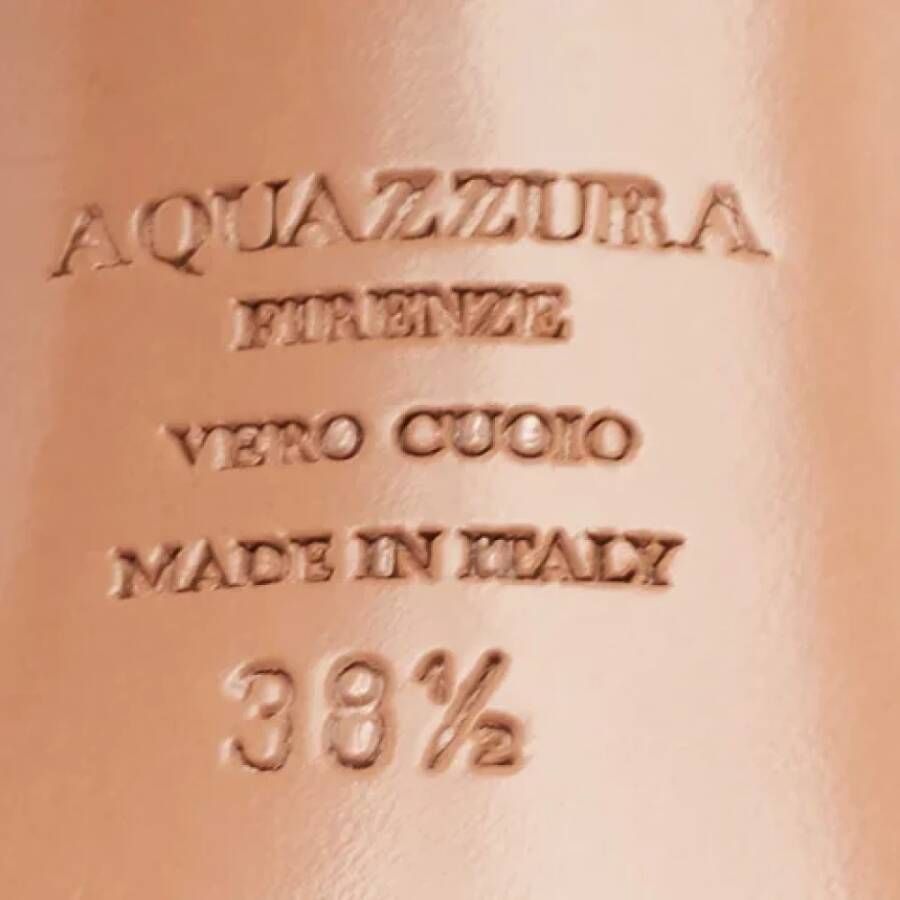 AQUAZZURA
FIRENZE
VERO CUOIO
MADE IN ITALY
38½